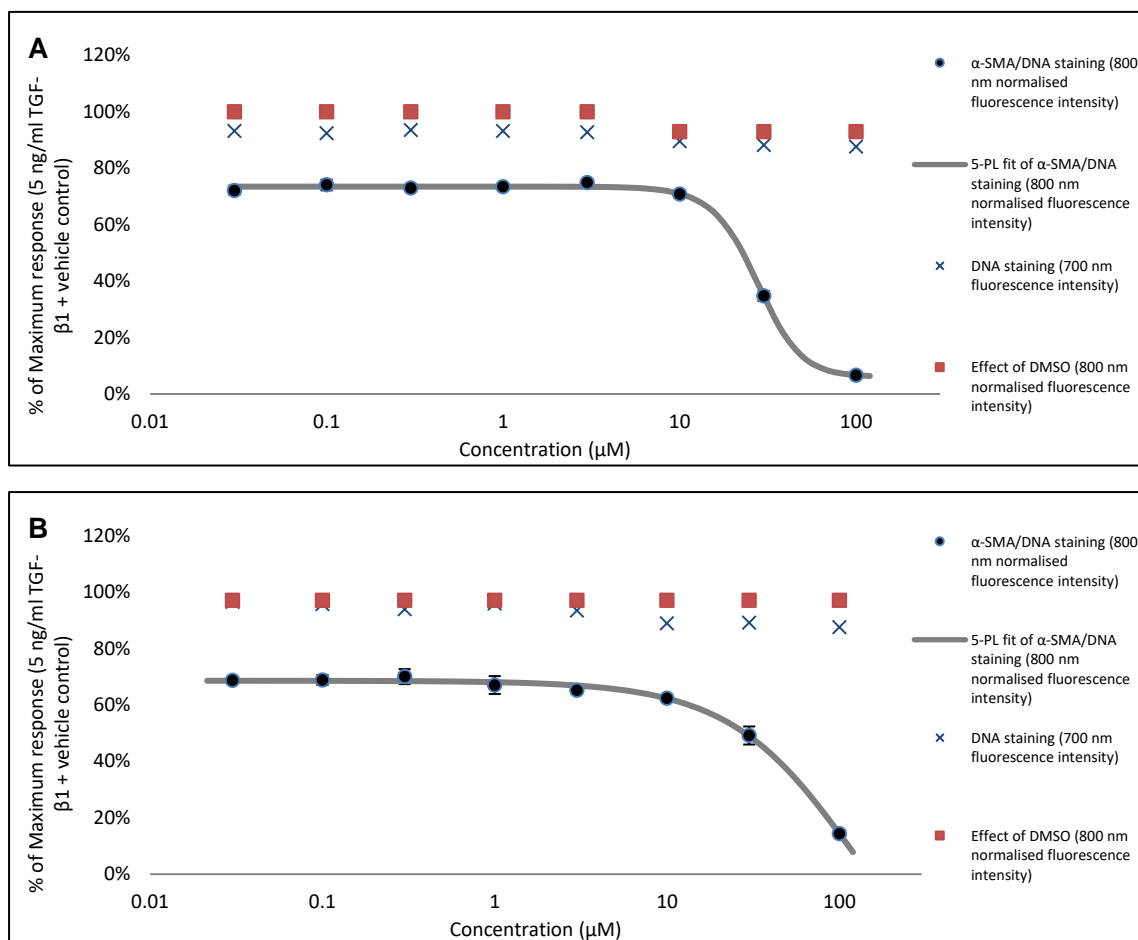 A
120%
100%
80%
60%
40%
20%
0%
0.01
0.1
1
10
100
Concentration (µM)
% of Maximum response (5 ng/ml TGF-
β1 + vehicle control)
α-SMA/DNA staining (800
nm normalised
fluorescence intensity)
5-PL fit of α-SMA/DNA
staining (800 nm
normalised fluorescence
intensity)
DNA staining (700 nm
fluorescence intensity)
Effect of DMSO (800 nm
normalised fluorescence
intensity)
B
120%
100%
80%
60%
40%
20%
0%
0.01
0.1
1
10
100
Concentration (µM)
% of Maximum response (5 ng/ml TGF-
β1 + vehicle control)
α-SMA/DNA staining (800
nm normalised
fluorescence intensity)
5-PL fit of α-SMA/DNA
staining (800 nm
normalised fluorescence
intensity)
DNA staining (700 nm
fluorescence intensity)
Effect of DMSO (800 nm
normalised fluorescence
intensity)